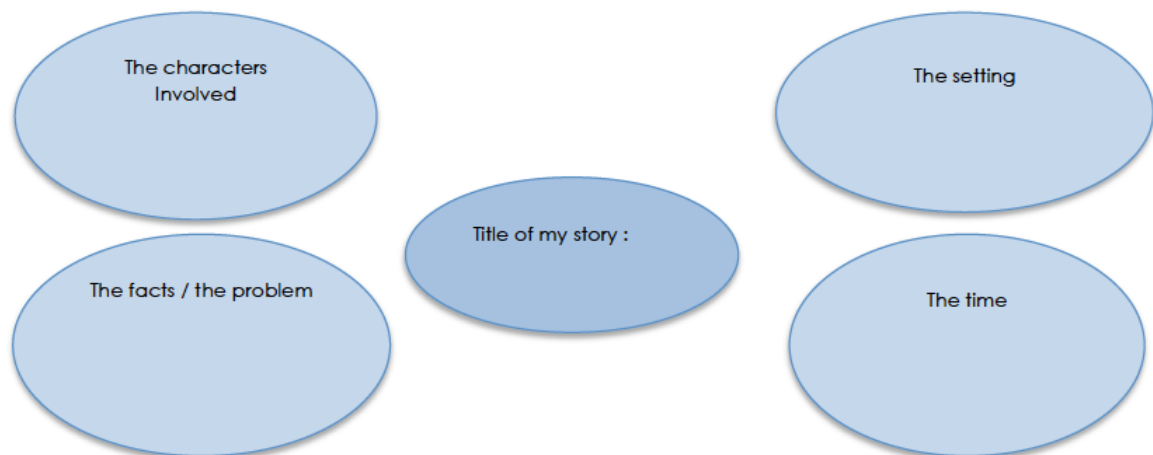 The characters
Involved
The setting
Title of my story :
The facts / the problem
The time